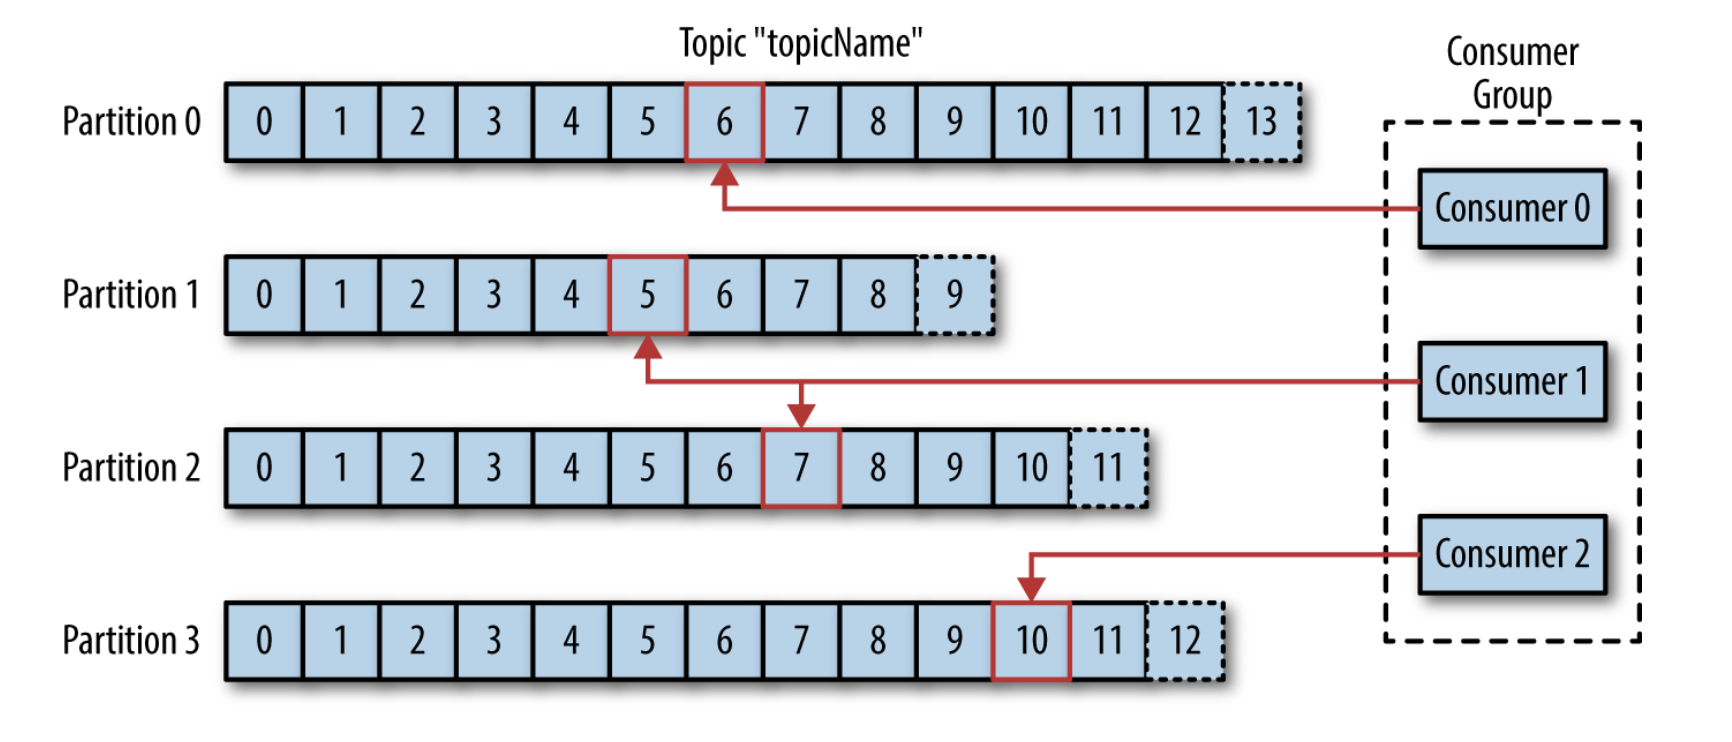 Topic "topicName"
Consumer
Group
Partition 0 0 1 2 3 4 5 6 7 8 9 10 11 12 13
Consumer 0
Partition 1 0 1 2 3 4 5 6 7 8 9
Consumer 1
Partition 2 0 1 2 3 4 5 6 7 8 9 10 11
Consumer 2
Partition 3 0 1 2 3 4 5 6 7 8 9 10 11 12